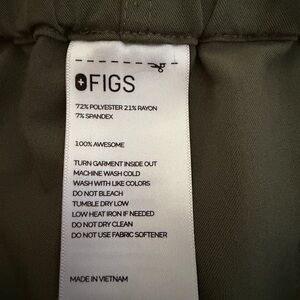 FIGS
72% POLYESTER 21% RAYON
7% SPANDEX
100% AWESOME
TURN GARMENT INSIDE OUT
MACHINE WASH COLD
WASH WITH LIKE COLORS
DO NOT BLEACH
TUMBLE DRY LOW
LOW HEAT IRON IF NEEDED
DO NOT DRY CLEAN
DO NOT USE FABRIC SOFTENER
MADE IN VIETNAM